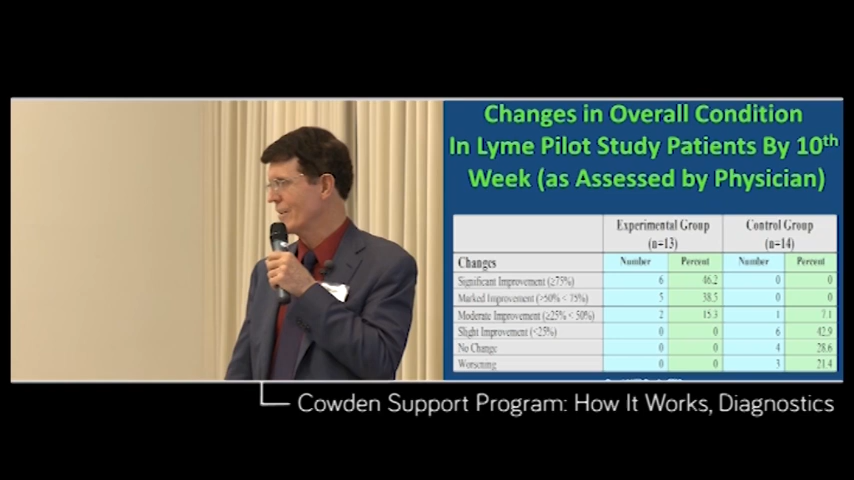 Changes in Overall Condition
In Lyme Pilot Study Patients By 10th
Week (as Assessed by Physician)
Experimental Group (n=13) Control Group (n=14)
Changes Number Percent Number Percent
Significant Improvement (≥75%) 6 46.2 0 0
Marked Improvement (>50% < 75%) 5 38.5 0 0
Moderate Improvement (≥25% < 50%) 2 15.3 1 7.1
Slight Improvement (<25%) 0 0 6 42.9
No Change 0 0 4 28.6
Worsening 0 0 3 21.4
Cowden Support Program: How It Works, Diagnostics